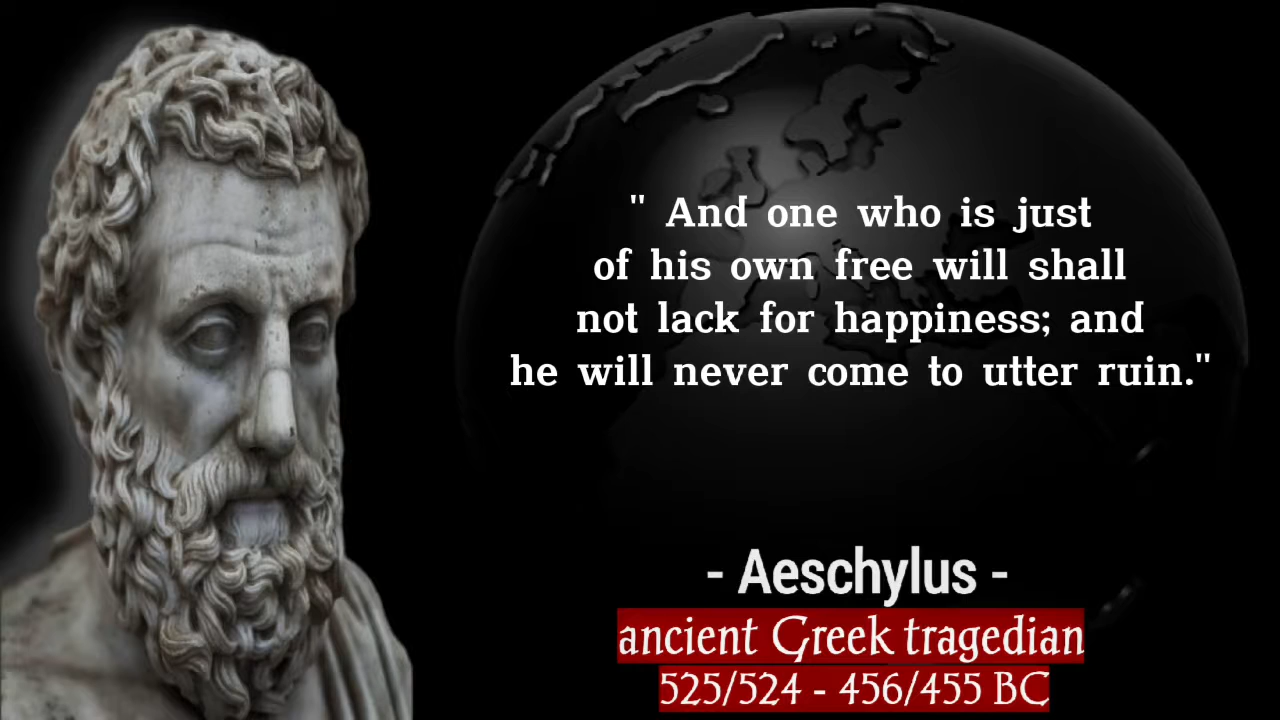 " And one who is just
of his own free will shall
not lack for happiness; and
he will never come to utter ruin."
- Aeschylus -
ancient Greek tragedian
525/524 - 456/455 BC